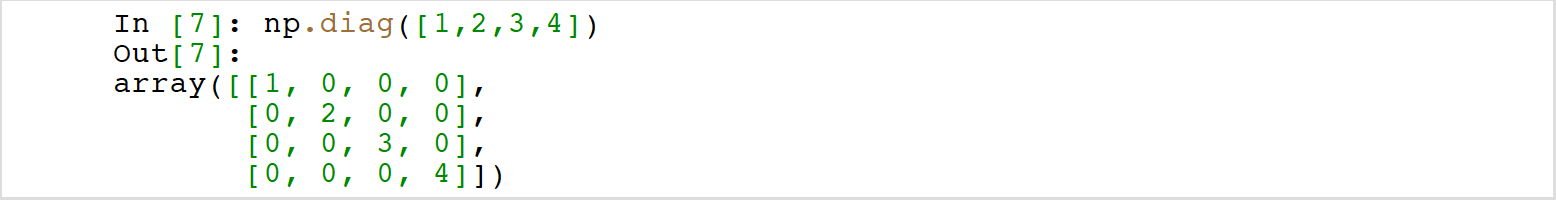 In [7]: np.diag([1,2,3,4])
Out[7]:
array([[1, 0, 0, 0],
       [0, 2, 0, 0],
       [0, 0, 3, 0],
       [0, 0, 0, 4]])